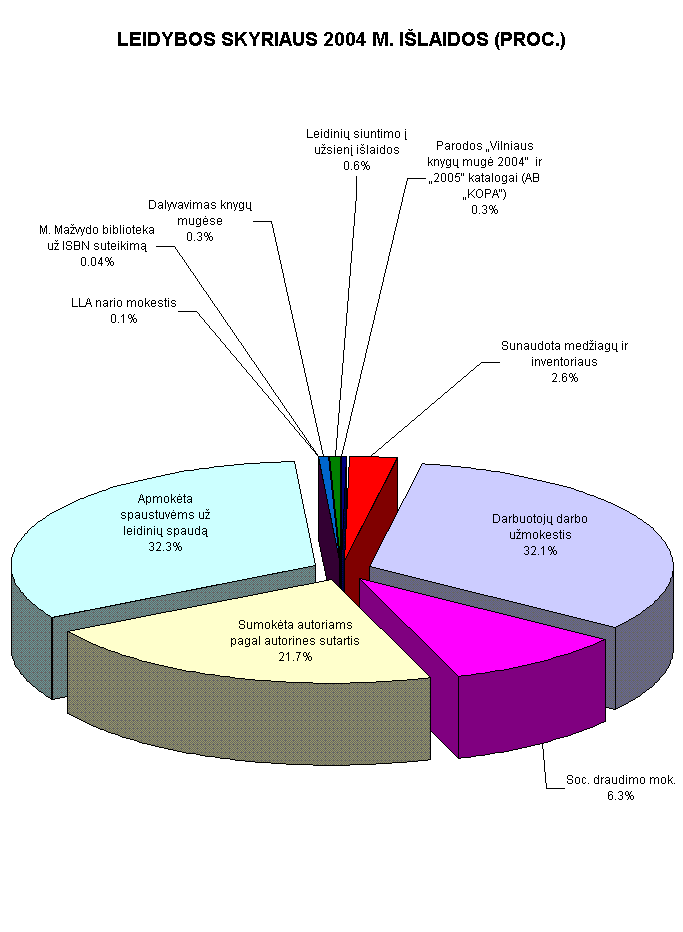 LEIDYBOS SKYRIAUS 2004 M. IŠLAIDOS (PROC.)
Leidinių siuntimo į
užsienį išlaidos
0.6%
Parodos „Vilniaus
knygų mugė 2004" ir
„2005" katalogai (AB
„KOPA")
0.3%
Dalyvavimas knygų
mugėse
0.3%
M. Mažvydo biblioteka
už ISBN suteikimą
0.04%
LLA nario mokestis
0.1%
Sunaudota medžiagų ir
inventoriaus
2.6%
Apmokėta
spaustuvėms už
leidinių spaudą
32.3%
Darbuotojų darbo
užmokestis
32.1%
Sumokėta autoriams
pagal autorines sutartis
21.7%
Soc. draudimo mok.
6.3%